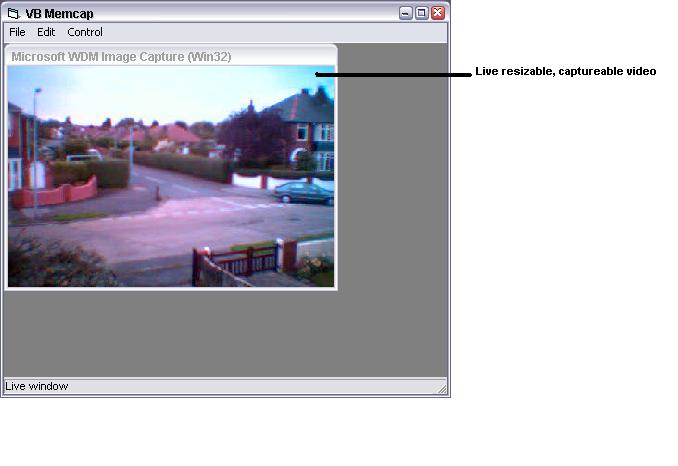 VB Memcap
File Edit Control
Microsoft WDM Image Capture (Win32)
Live resizable, captureable video
Live window